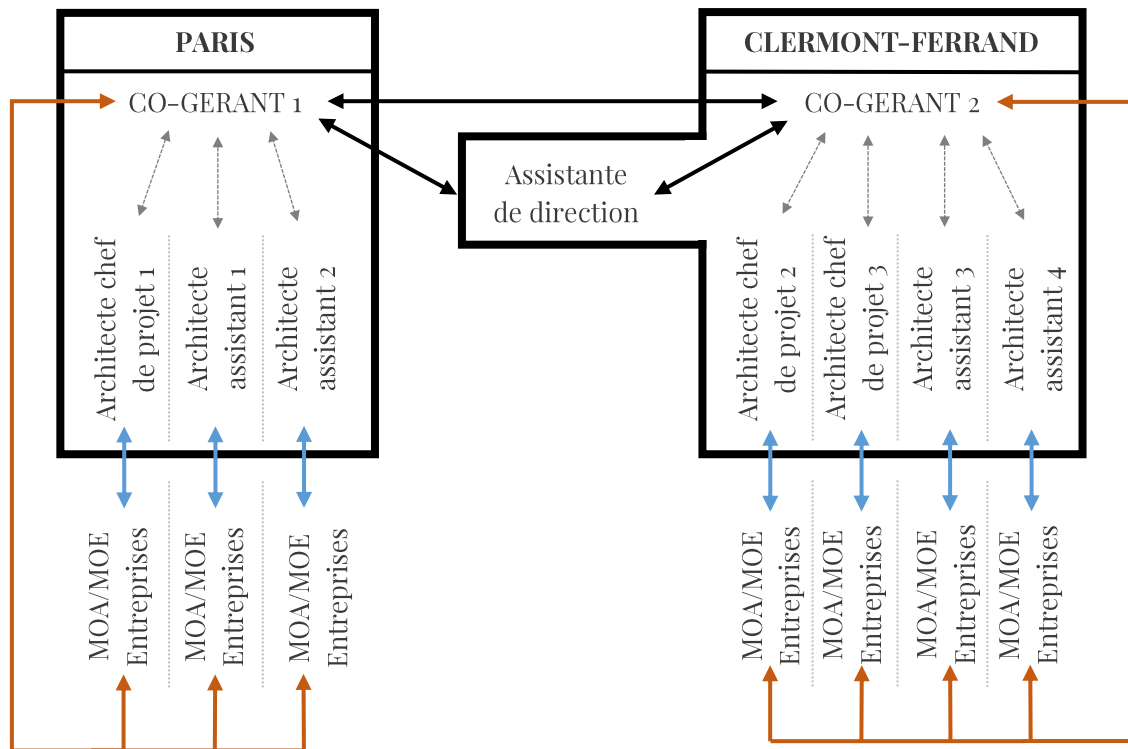 PARIS
CO-GERANT 1
Architecte chef
de projet 1
Architecte
assistant 1
Architecte
assistant 2
MOA/MOE
Entreprises
MOA/MOE
Entreprises
MOA/MOE
Entreprises
Assistante
de direction
CLERMONT-FERRAND
CO-GERANT 2
Architecte chef
de projet 2
Architecte chef
de projet 3
Architecte
assistant 3
Architecte
assistant 4
MOA/MOE
Entreprises
MOA/MOE
Entreprises
MOA/MOE
Entreprises
MOA/MOE
Entreprises